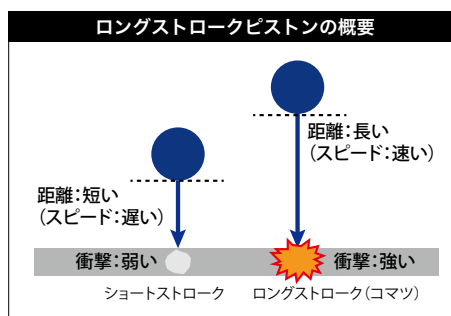 ロングストロークピストンの概要
距離：長い
（スピード：速い）
距離：短い
（スピード：遅い）
衝撃：弱い
衝撃：強い
ショートストローク
ロングストローク（コマツ）